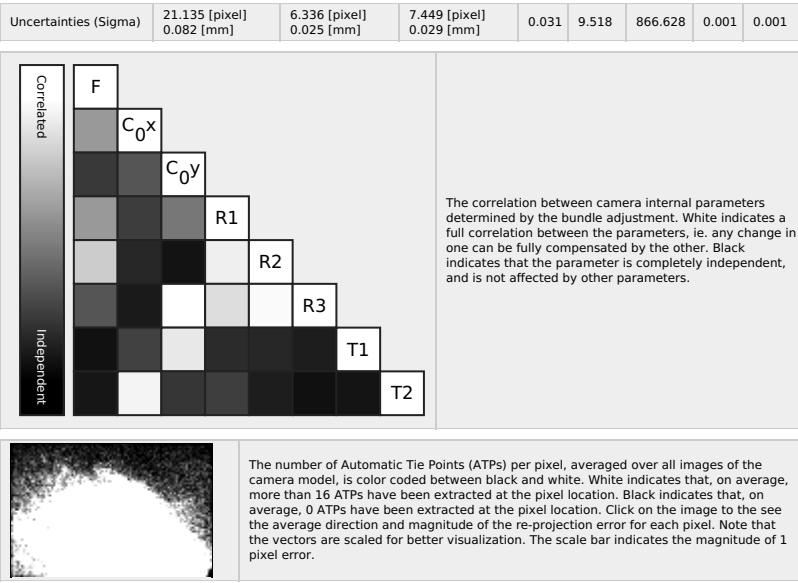 Uncertainties (Sigma)
21.135 [pixel]
0.082 [mm]
6.336 [pixel]
0.025 [mm]
7.449 [pixel]
0.029 [mm]
0.031
9.518
866.628
0.001
0.001
Correlated
Independent
F
C0x
C0y
R1
R2
R3
T1
T2
The correlation between camera internal parameters
determined by the bundle adjustment. White indicates a
full correlation between the parameters, ie. any change in
one can be fully compensated by the other. Black
indicates that the parameter is completely independent,
and is not affected by other parameters.
The number of Automatic Tie Points (ATPs) per pixel, averaged over all images of the
camera model, is color coded between black and white. White indicates that, on average,
more than 16 ATPs have been extracted at the pixel location. Black indicates that, on
average, 0 ATPs have been extracted at the pixel location. Click on the image to the see
the average direction and magnitude of the re-projection error for each pixel. Note that
the vectors are scaled for better visualization. The scale bar indicates the magnitude of 1
pixel error.